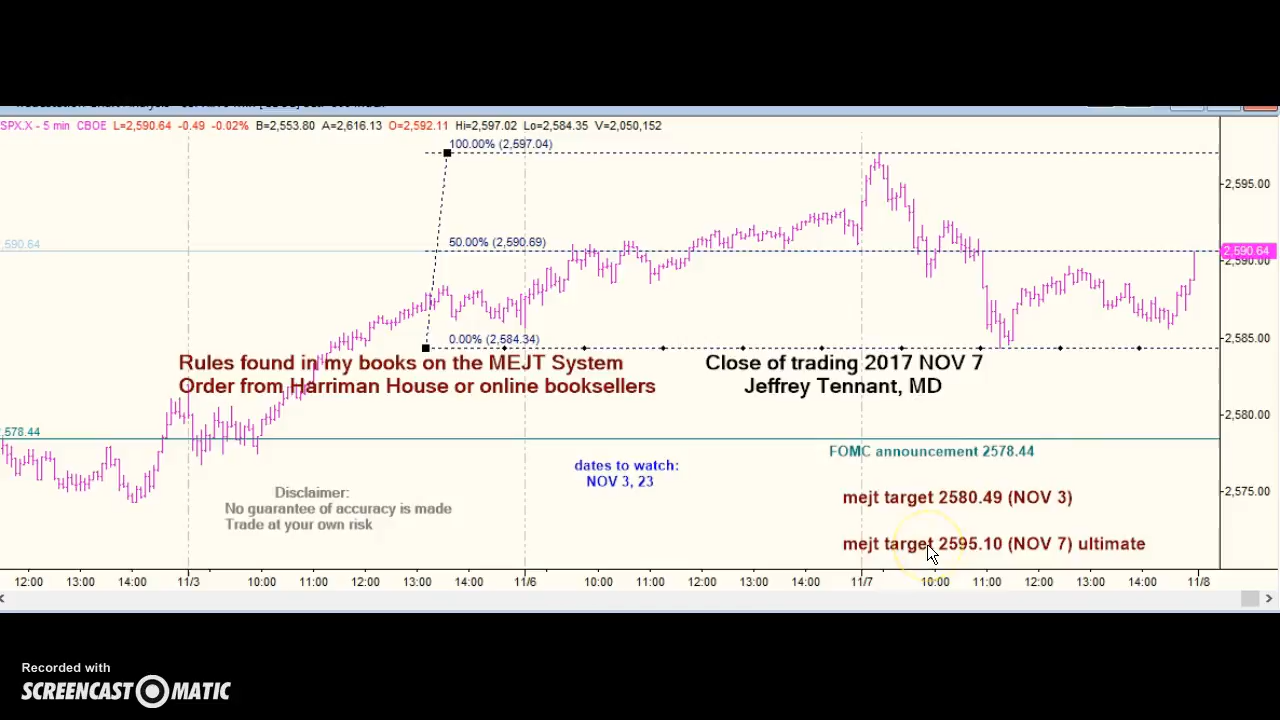 SPX.X - 5 min CBOE L=2,590.64 -0.49 -0.02% B=2,553.80 A=2,616.13 O=2,592.11 Hi=2,597.02 Lo=2,584.35 V=2,050,152
100.00% (2,597.04)
2,595.00
590.64
50.00% (2,590.69)
2,590.64
2,590.00
0.00% (2,584.34)
2,585.00
Rules found in my books on the MEJT System
Order from Harriman House or online booksellers
Close of trading 2017 NOV 7
Jeffrey Tennant, MD
2,580.00
578.44
FOMC announcement 2578.44
dates to watch:
NOV 3, 23
2,575.00
Disclaimer:
No guarantee of accuracy is made
Trade at your own risk
mejt target 2580.49 (NOV 3)
mejt target 2595.10 (NOV 7) ultimate
12:00 13:00 14:00 11/3 10:00 11:00 12:00 13:00 14:00 11/6 10:00 11:00 12:00 13:00 14:00 11/7 10:00 11:00 12:00 13:00 14:00 11/8
Recorded with
SCREENCAST-O-MATIC